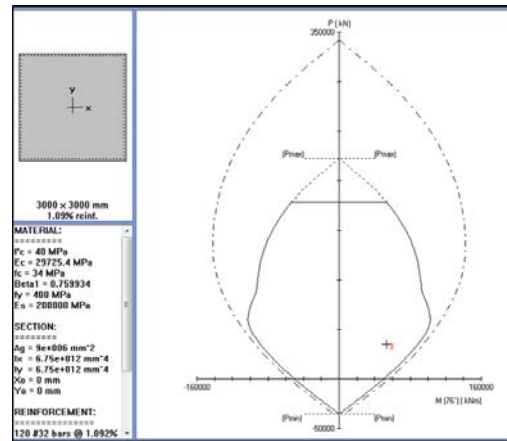 y
x
3000 x 3000 mm
1.09% reinf.
MATERIAL:
=========
f'c = 40 MPa
Ec = 29725.4 MPa
fc = 34 MPa
Beta1 = 0.759934
fy = 400 MPa
Es = 200000 MPa
SECTION:
========
Ag = 9e+006 mm^2
Ix = 6.75e+012 mm^4
Iy = 6.75e+012 mm^4
Xo = 0 mm
Yo = 0 mm
REINFORCEMENT:
120 #32 bars @ 1.092%
P ( kN)
350000
(Pmax) (Pmax)
-160000 160000
M (76°) ( kNm)
(Pmin) (Pmin)
-50000